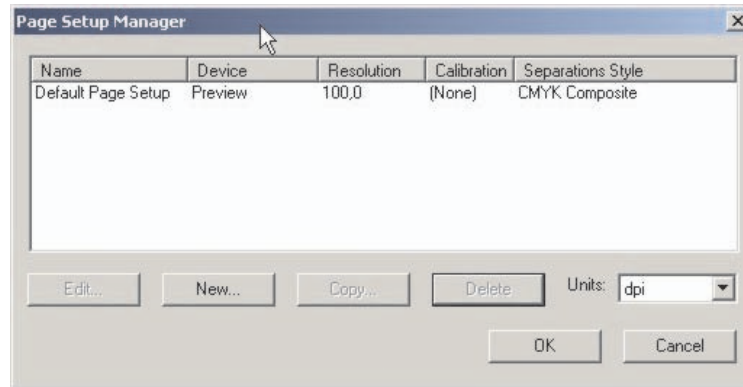 Page Setup Manager
Name Device Resolution Calibration Separations Style
Default Page Setup Preview 100,0 (None) CMYK Composite
Edit... New... Copy... Delete Units: dpi
OK Cancel